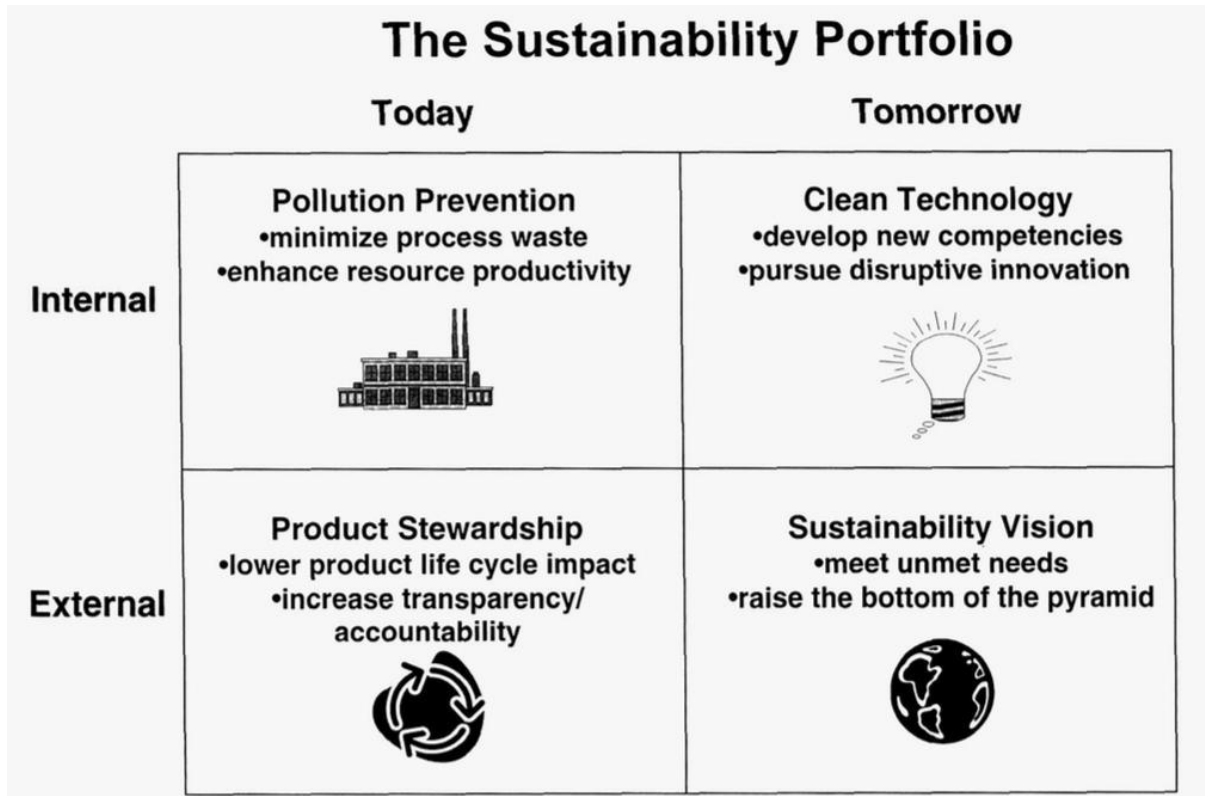 The Sustainability Portfolio
Today
Tomorrow
Internal
Pollution Prevention
•minimize process waste
•enhance resource productivity
Clean Technology
•develop new competencies
•pursue disruptive innovation
External
Product Stewardship
•lower product life cycle impact
•increase transparency/
accountability
Sustainability Vision
•meet unmet needs
•raise the bottom of the pyramid